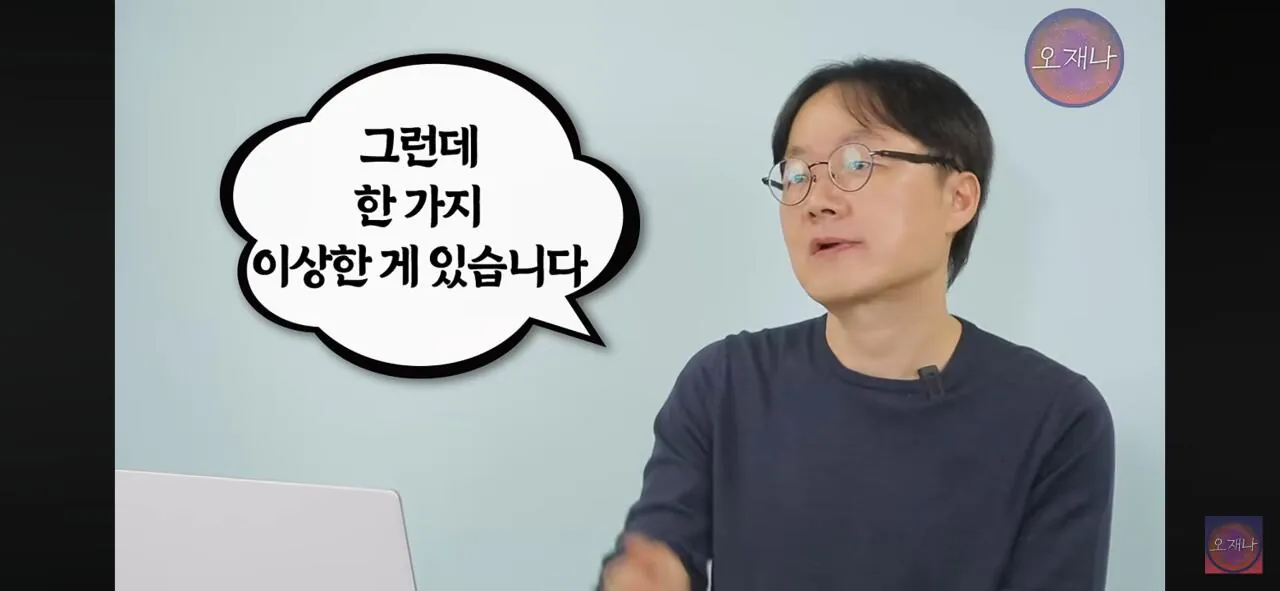 그런데
한 가지
이상한 게 있습니다
오재나
오재나